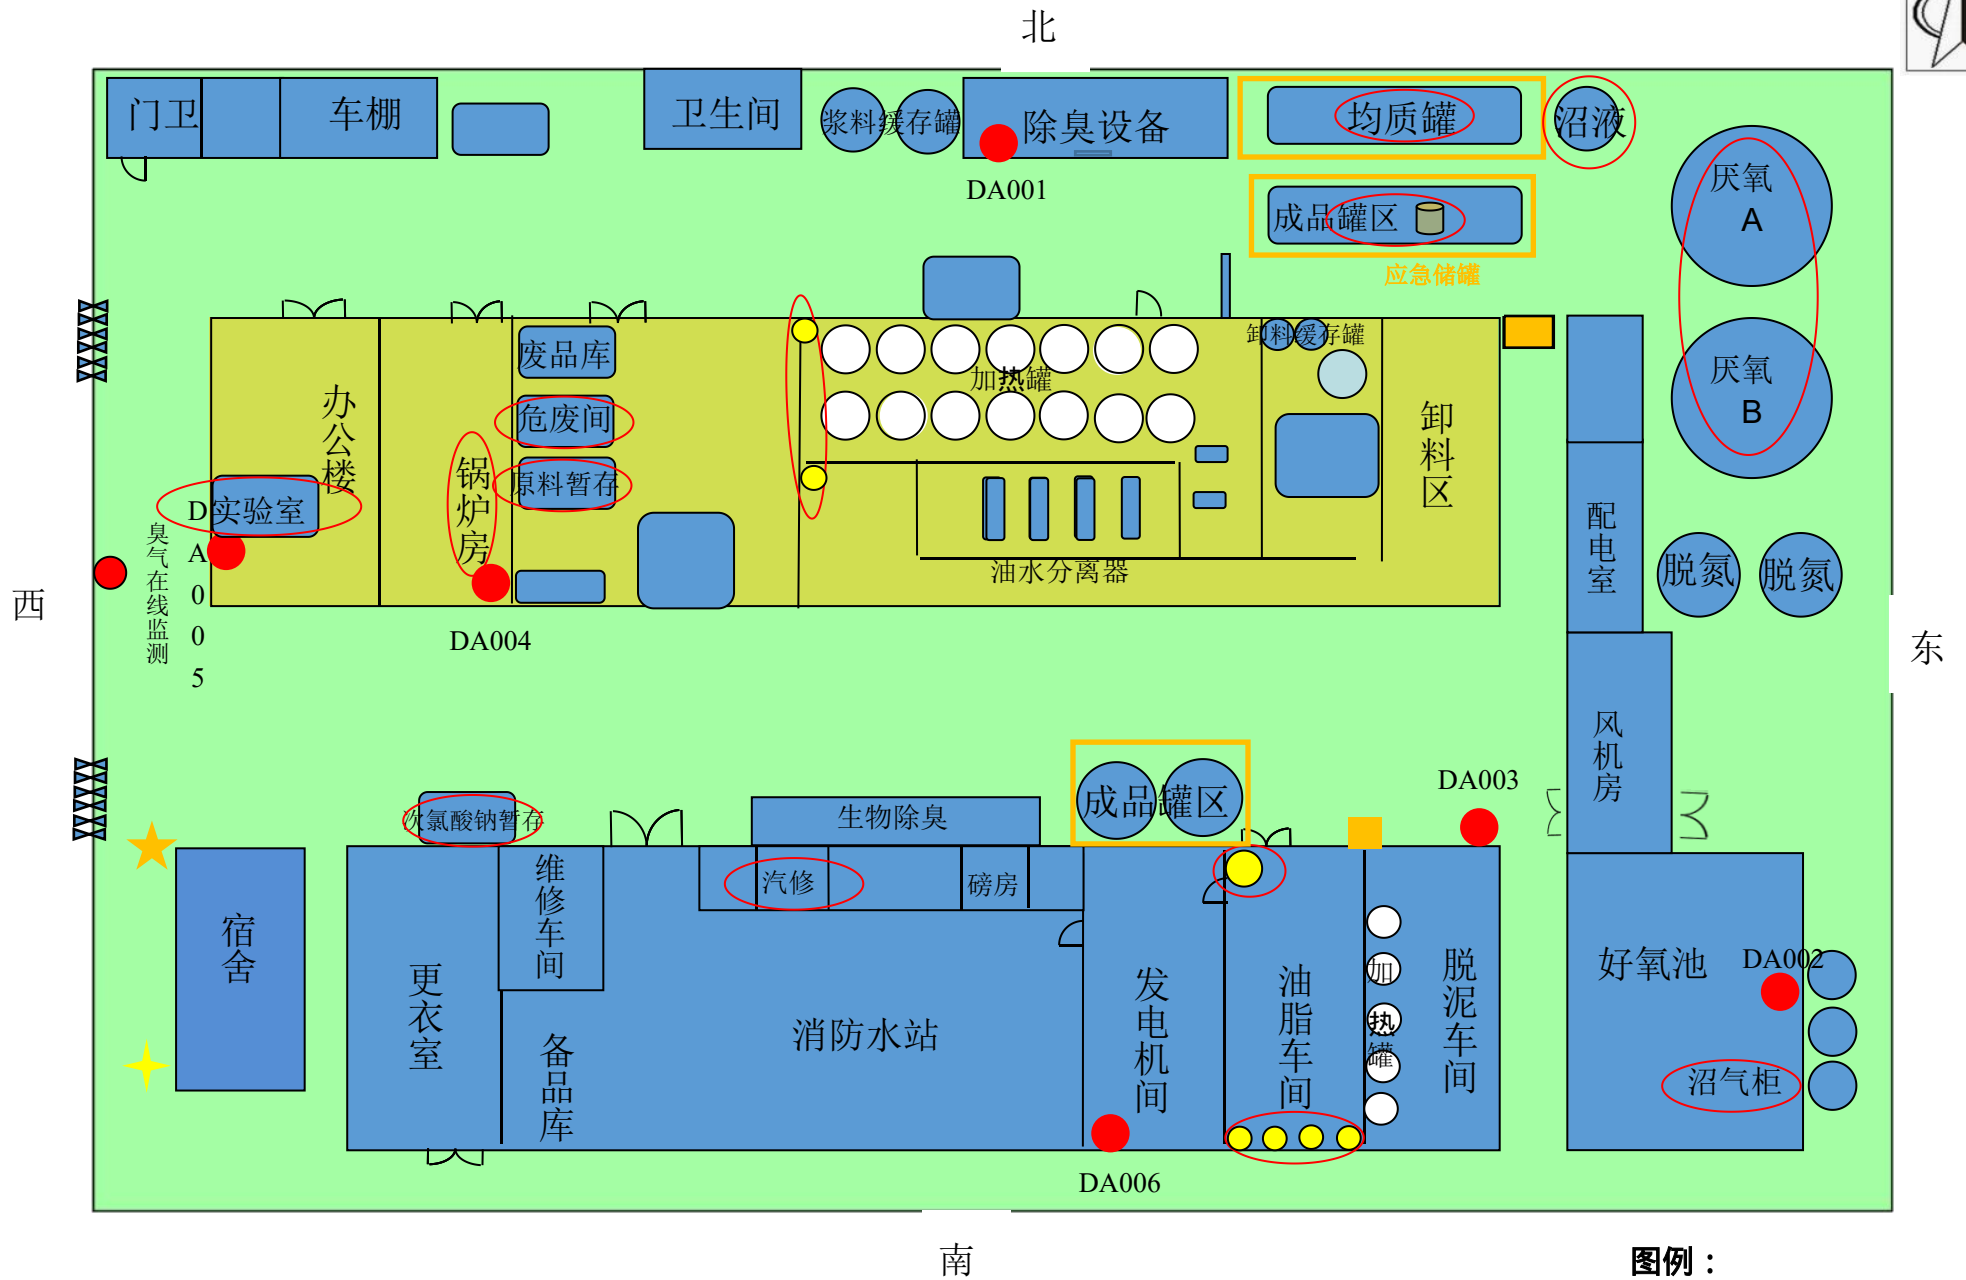 北
门卫
车棚
卫生间
浆料缓存罐
除臭设备
均质罐
沼液
DA001
成品罐区
应急储罐
厌氧
A
厌氧
B
废品库
危废间
原料暂存
办公楼
锅炉房
加热罐
卸料缓存罐
卸料区
实验室
DA005
臭气在线监测
油水分离器
配电室
脱氮
脱氮
西
东
DA004
风机房
DA003
成品罐区
次氯酸钠暂存
生物除臭
维修车间
汽修
磅房
宿舍
更衣室
备品库
消防水站
发电机间
油脂车间
加热罐
脱泥车间
好氧池
DA002
沼气柜
DA006
南
图例：